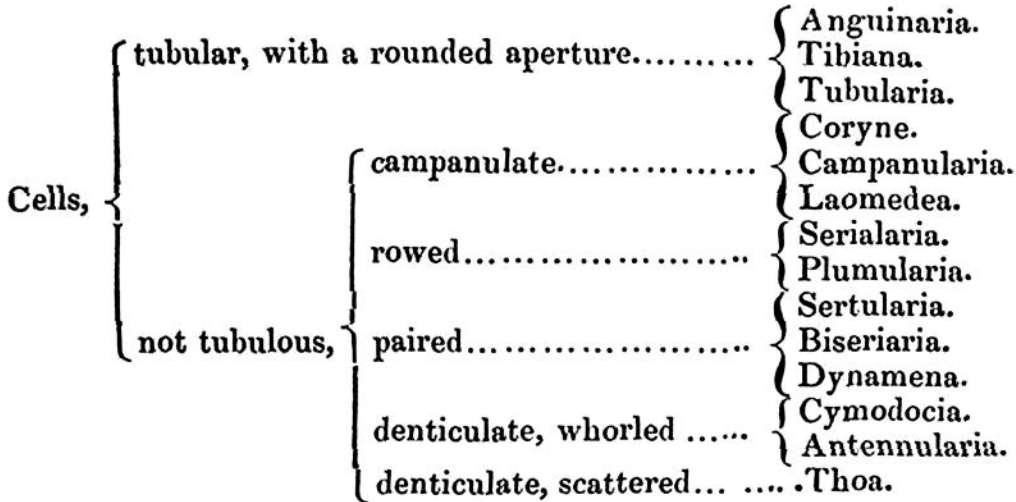 Anguinaria.
tubular, with a rounded aperture.......... Tibiana.
Tubularia.
Coryne.
campanulate................ Campanularia.
Cells, Laomedea.
Serialaria.
rowed....................... Plumularia.
Sertularia.
not tubulous, paired....................... Biseriaria.
Dynamena.
Cymodocia.
denticulate, whorled ...... Antennularia.
denticulate, scattered... .... .Thoa.